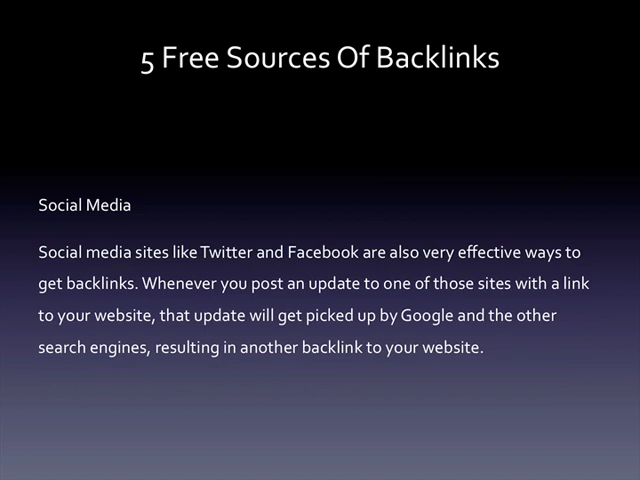 5 Free Sources Of Backlinks
Social Media
Social media sites like Twitter and Facebook are also very effective ways to
get backlinks. Whenever you post an update to one of those sites with a link
to your website, that update will get picked up by Google and the other
search engines, resulting in another backlink to your website.